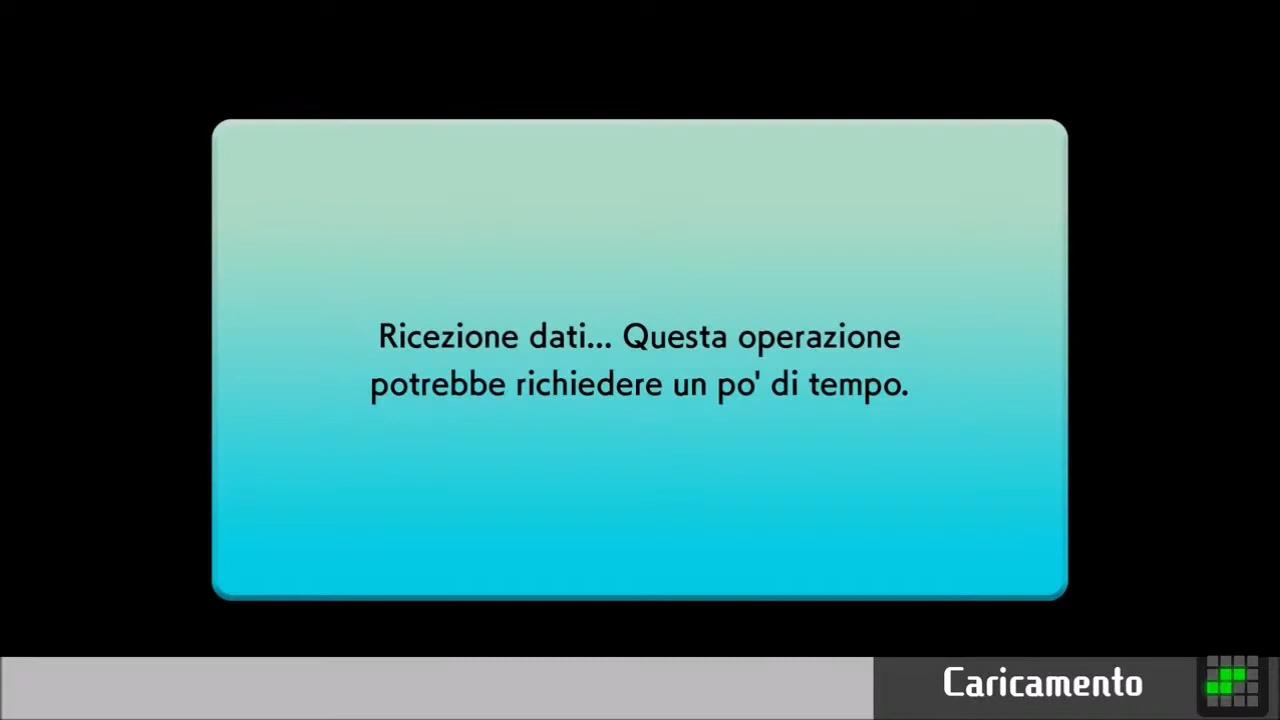 Ricezione dati... Questa operazione
potrebbe richiedere un po' di tempo.
Caricamento